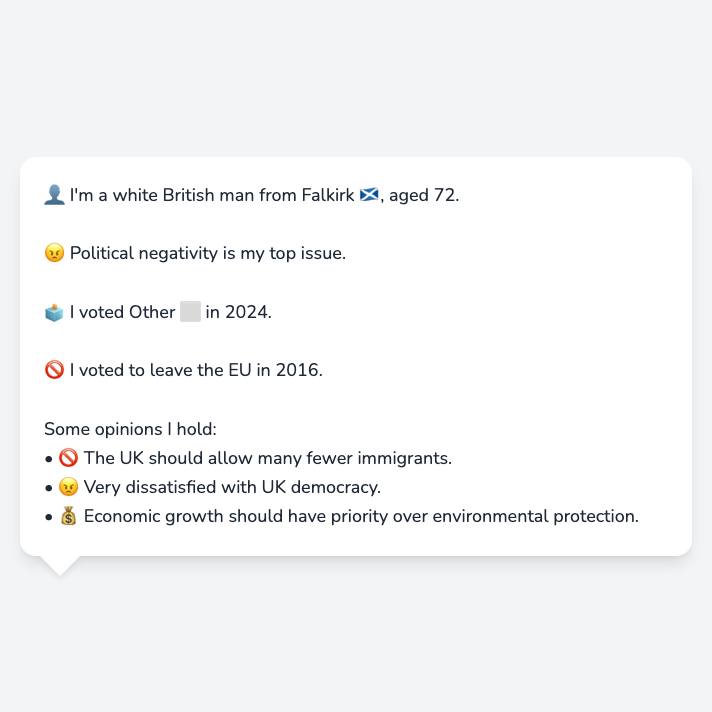 👤 I'm a white British man from Falkirk 🏴󠁧󠁢󠁳󠁣󠁴󠁿, aged 72.
😠 Political negativity is my top issue.
🗳️ I voted Other ⬜ in 2024.
🚫 I voted to leave the EU in 2016.
Some opinions I hold:
• 🚫 The UK should allow many fewer immigrants.
• 😠 Very dissatisfied with UK democracy.
• 💰 Economic growth should have priority over environmental protection.